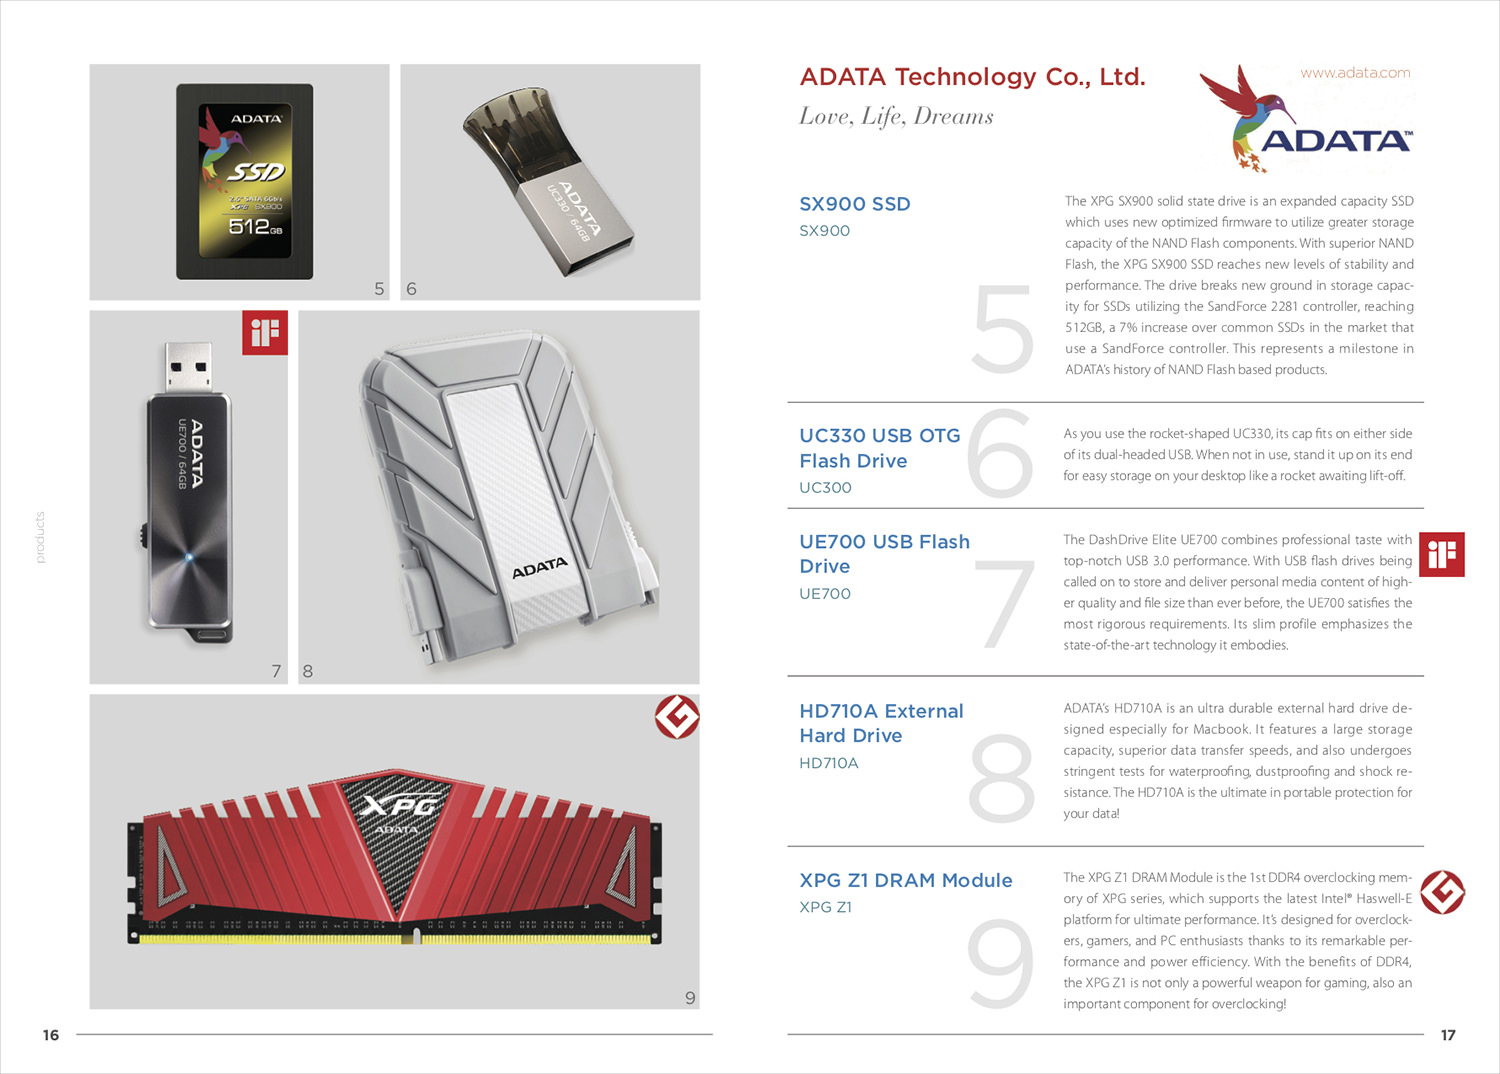 ADATA
SSD
2.5" SATA 6Gb/s
XPG SX900
512GB
5
ADATA
UC330 / 64GB
6
iF
ADATA
UE700 / 64GB
7
ADATA
8
XPG
ADATA
9
products
16
ADATA Technology Co., Ltd.
Love, Life, Dreams
www.adata.com
ADATA™
SX900 SSD
SX900
5
The XPG SX900 solid state drive is an expanded capacity SSD
which uses new optimized firmware to utilize greater storage
capacity of the NAND Flash components. With superior NAND
Flash, the XPG SX900 SSD reaches new levels of stability and
performance. The drive breaks new ground in storage capac-
ity for SSDs utilizing the SandForce 2281 controller, reaching
512GB, a 7% increase over common SSDs in the market that
use a SandForce controller. This represents a milestone in
ADATA's history of NAND Flash based products.
UC330 USB OTG
Flash Drive
UC300
6
As you use the rocket-shaped UC330, its cap fits on either side
of its dual-headed USB. When not in use, stand it up on its end
for easy storage on your desktop like a rocket awaiting lift-off.
UE700 USB Flash
Drive
UE700
7
The DashDrive Elite UE700 combines professional taste with
top-notch USB 3.0 performance. With USB flash drives being
called on to store and deliver personal media content of high-
er quality and file size than ever before, the UE700 satisfies the
most rigorous requirements. Its slim profile emphasizes the
state-of-the-art technology it embodies.
iF
HD710A External
Hard Drive
HD710A
8
ADATA's HD710A is an ultra durable external hard drive de-
signed especially for Macbook. It features a large storage
capacity, superior data transfer speeds, and also undergoes
stringent tests for waterproofing, dustproofing and shock re-
sistance. The HD710A is the ultimate in portable protection for
your data!
XPG Z1 DRAM Module
XPG Z1
9
The XPG Z1 DRAM Module is the 1st DDR4 overclocking mem-
ory of XPG series, which supports the latest Intel® Haswell-E
platform for ultimate performance. It's designed for overclock-
ers, gamers, and PC enthusiasts thanks to its remarkable per-
formance and power efficiency. With the benefits of DDR4,
the XPG Z1 is not only a powerful weapon for gaming, also an
important component for overclocking!
17